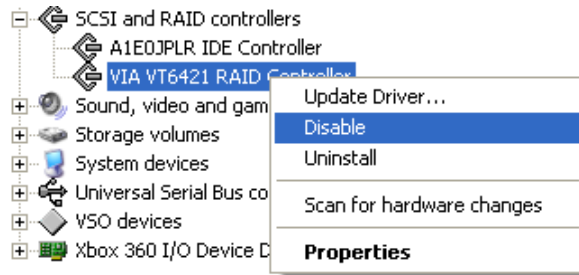 SCSI and RAID controllers
A1E0JPLR IDE Controller
VIA VT6421 RAID Controller
Sound, video and gam
Storage volumes
System devices
Universal Serial Bus co
VSO devices
Xbox 360 I/O Device D
Update Driver...
Disable
Uninstall
Scan for hardware changes
Properties